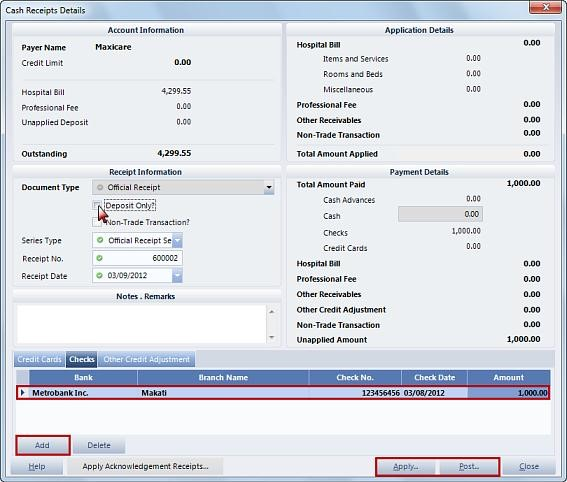 Cash Receipts Details
Account Information
Payer Name Maxicare
Credit Limit 0.00
Hospital Bill 4,299.55
Professional Fee 0.00
Unapplied Deposit 0.00
Outstanding 4,299.55
Application Details
Hospital Bill 0.00
Items and Services 0.00
Rooms and Beds 0.00
Miscellaneous 0.00
Professional Fee 0.00
Other Receivables 0.00
Non-Trade Transaction 0.00
Total Amount Applied 0.00
Receipt Information
Document Type Official Receipt
Deposit Only?
Non-Trade Transaction?
Series Type Official Receipt Se
Receipt No. 600002
Receipt Date 03/09/2012
Notes . Remarks
Payment Details
Total Amount Paid 1,000.00
Cash Advances 0.00
Cash 0.00
Checks 1,000.00
Credit Cards 0.00
Hospital Bill 0.00
Professional Fee 0.00
Other Receivables 0.00
Other Credit Adjustment 0.00
Non-Trade Transaction 0.00
Unapplied Amount 1,000.00
Credit Cards Checks Other Credit Adjustment
Bank Branch Name Check No. Check Date Amount
Metrobank Inc. Makati 123456456 03/08/2012 1,000.00
Add Delete
Help Apply Acknowledgement Receipts... Apply.. Post.. Close